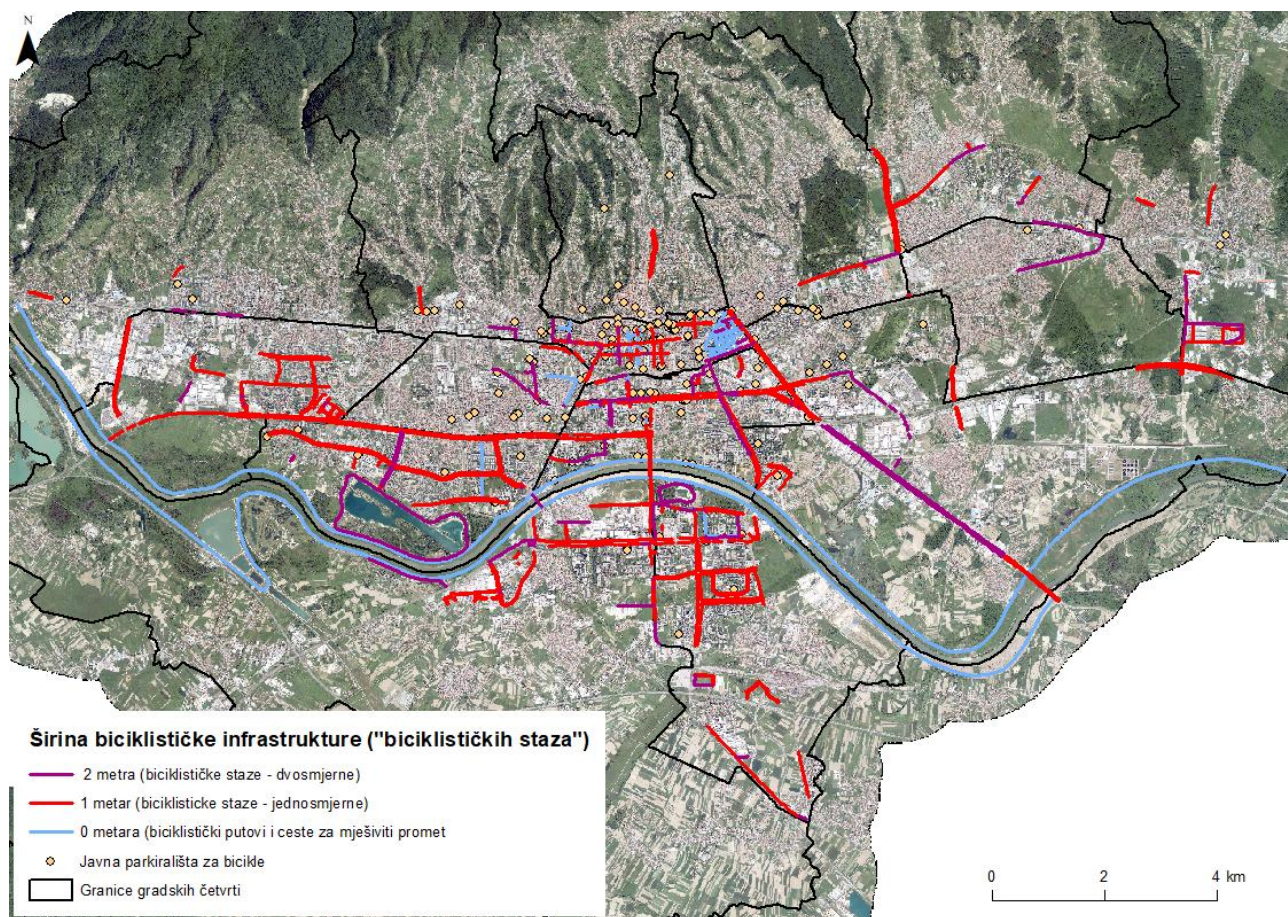 N
Širina biciklističke infrastrukture ("biciklističkih staza")
2 metra (biciklističke staze - dvosmjerne)
1 metar (biciklisticke staze - jednosmjerne)
0 metara (biciklistički putovi i ceste za mješiviti promet
Javna parkirališta za bicikle
Granice gradskih četvrti
0 2 4 km